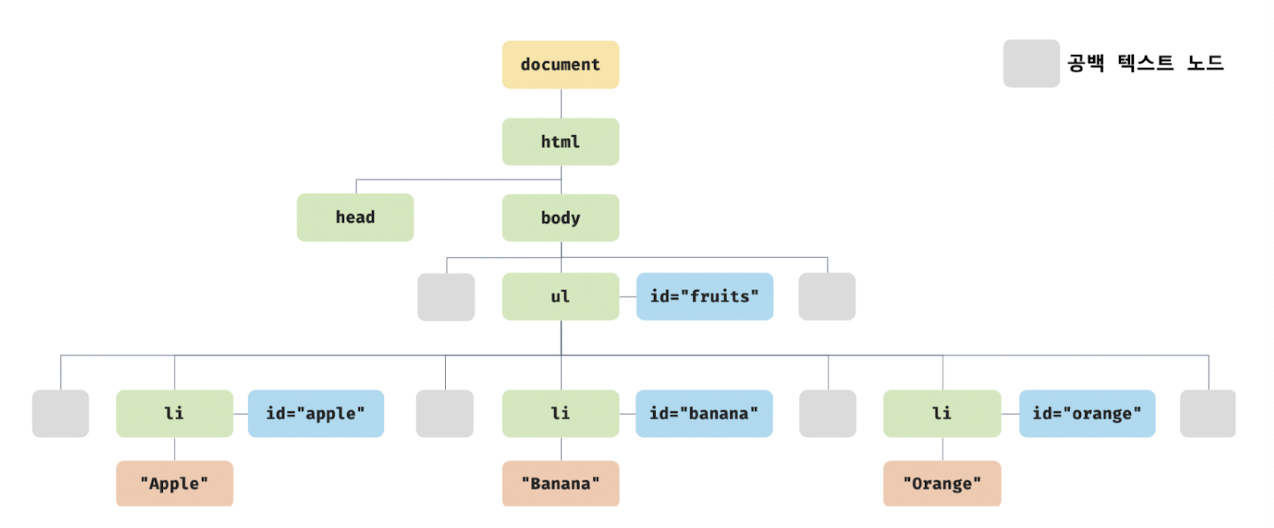 document
공백 텍스트 노드
html
head
body
ul
id="fruits"
li
id="apple"
li
id="banana"
li
id="orange"
"Apple"
"Banana"
"Orange"